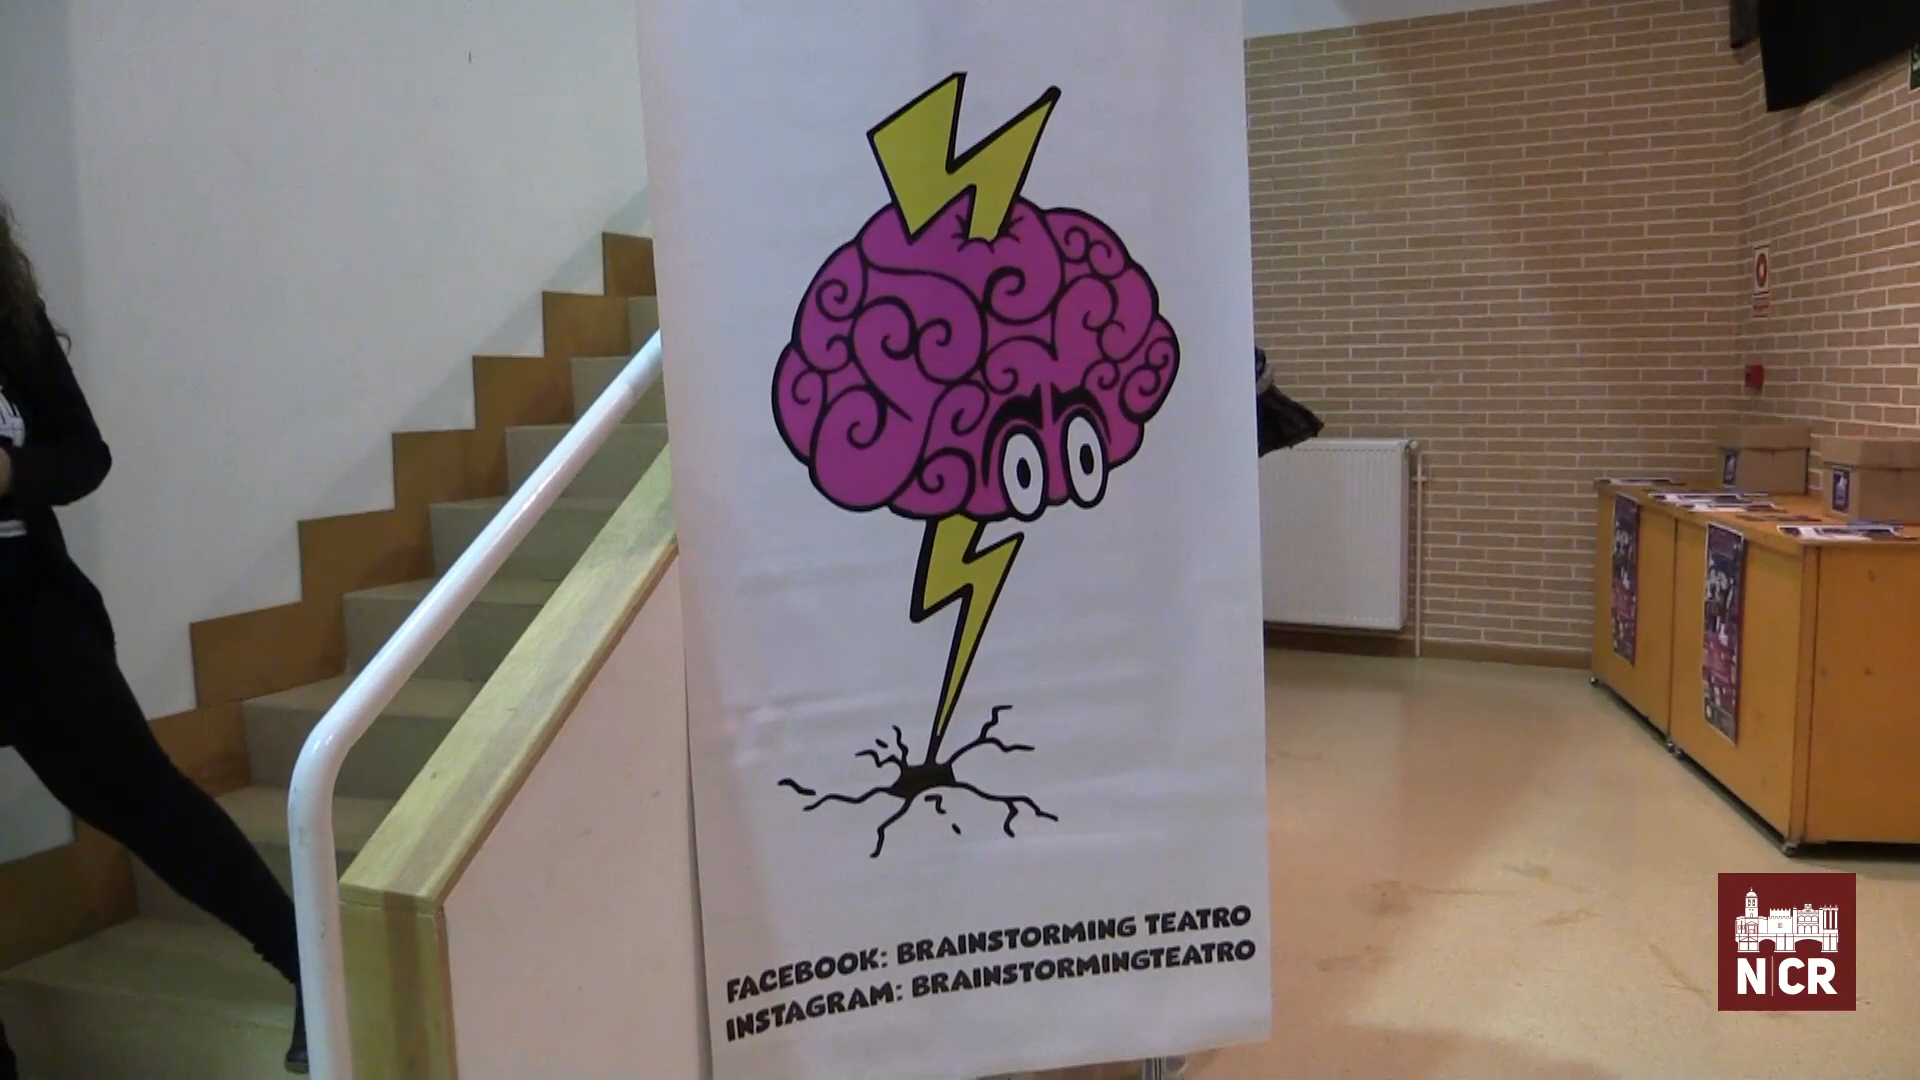 FACEBOOK: BRAINSTORMING TEATRO
INSTAGRAM: BRAINSTORMINGTEATRO
N|CR